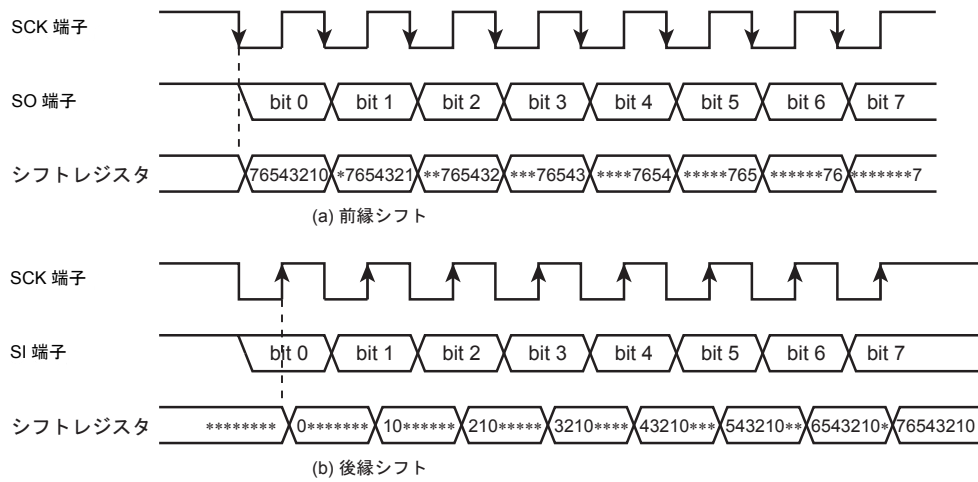 SCK 端子
SO 端子
bit 0 bit 1 bit 2 bit 3 bit 4 bit 5 bit 6 bit 7
シフトレジスタ
76543210 *7654321 **765432 ***76543 ****7654 *****765 ******76 *******7
(a) 前縁シフト
SCK 端子
SI 端子
bit 0 bit 1 bit 2 bit 3 bit 4 bit 5 bit 6 bit 7
シフトレジスタ
******** 0******* 10****** 210***** 3210**** 43210*** 543210** 6543210* 76543210
(b) 後縁シフト